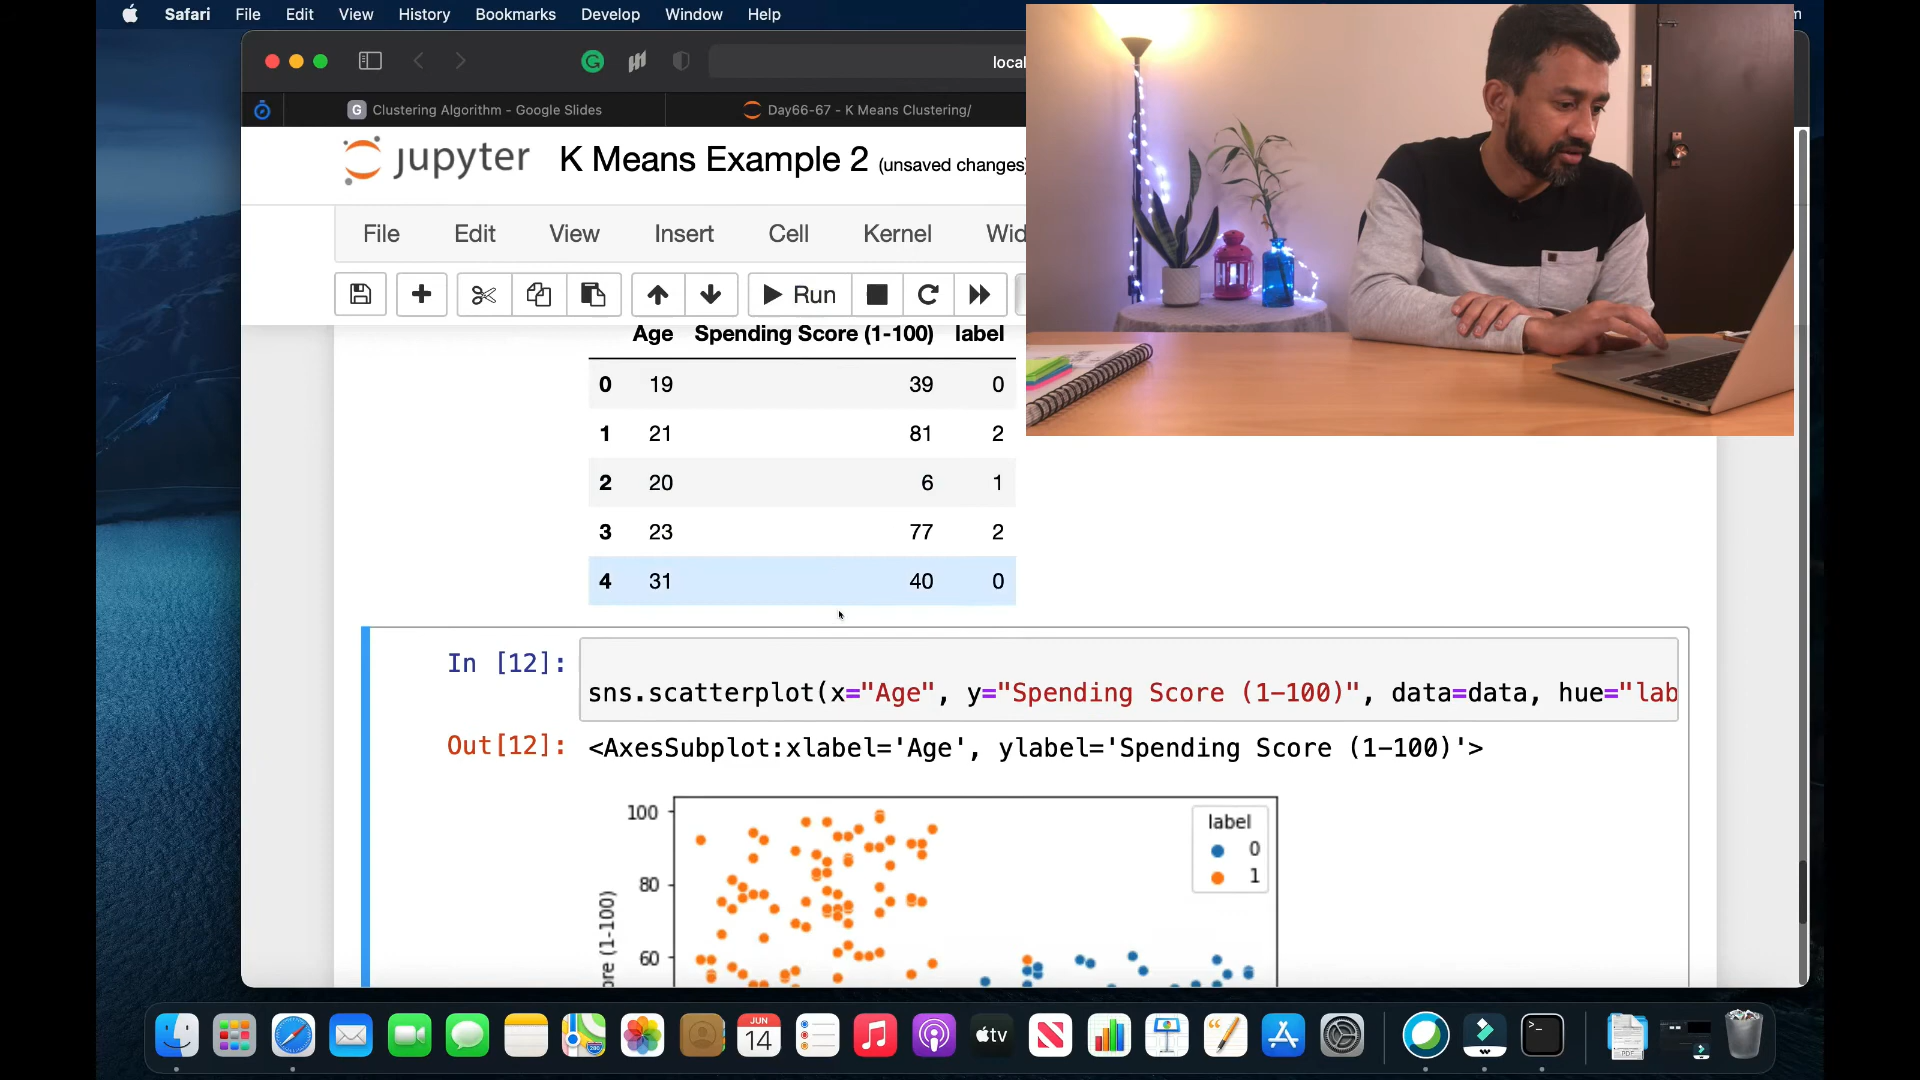 Safari File Edit View History Bookmarks Develop Window Help
local
G Clustering Algorithm - Google Slides
Day66-67 - K Means Clustering/
jupyter K Means Example 2 (unsaved changes)
File Edit View Insert Cell Kernel Wid
Run
Age Spending Score (1-100) label
0 19 39 0
1 21 81 2
2 20 6 1
3 23 77 2
4 31 40 0
In [12]:
sns.scatterplot(x="Age", y="Spending Score (1-100)", data=data, hue="lab
Out[12]: <AxesSubplot:xlabel='Age', ylabel='Spending Score (1-100)'>
100
80
60
ore (1-100)
label
0
1
JUN
14
tv
PDF